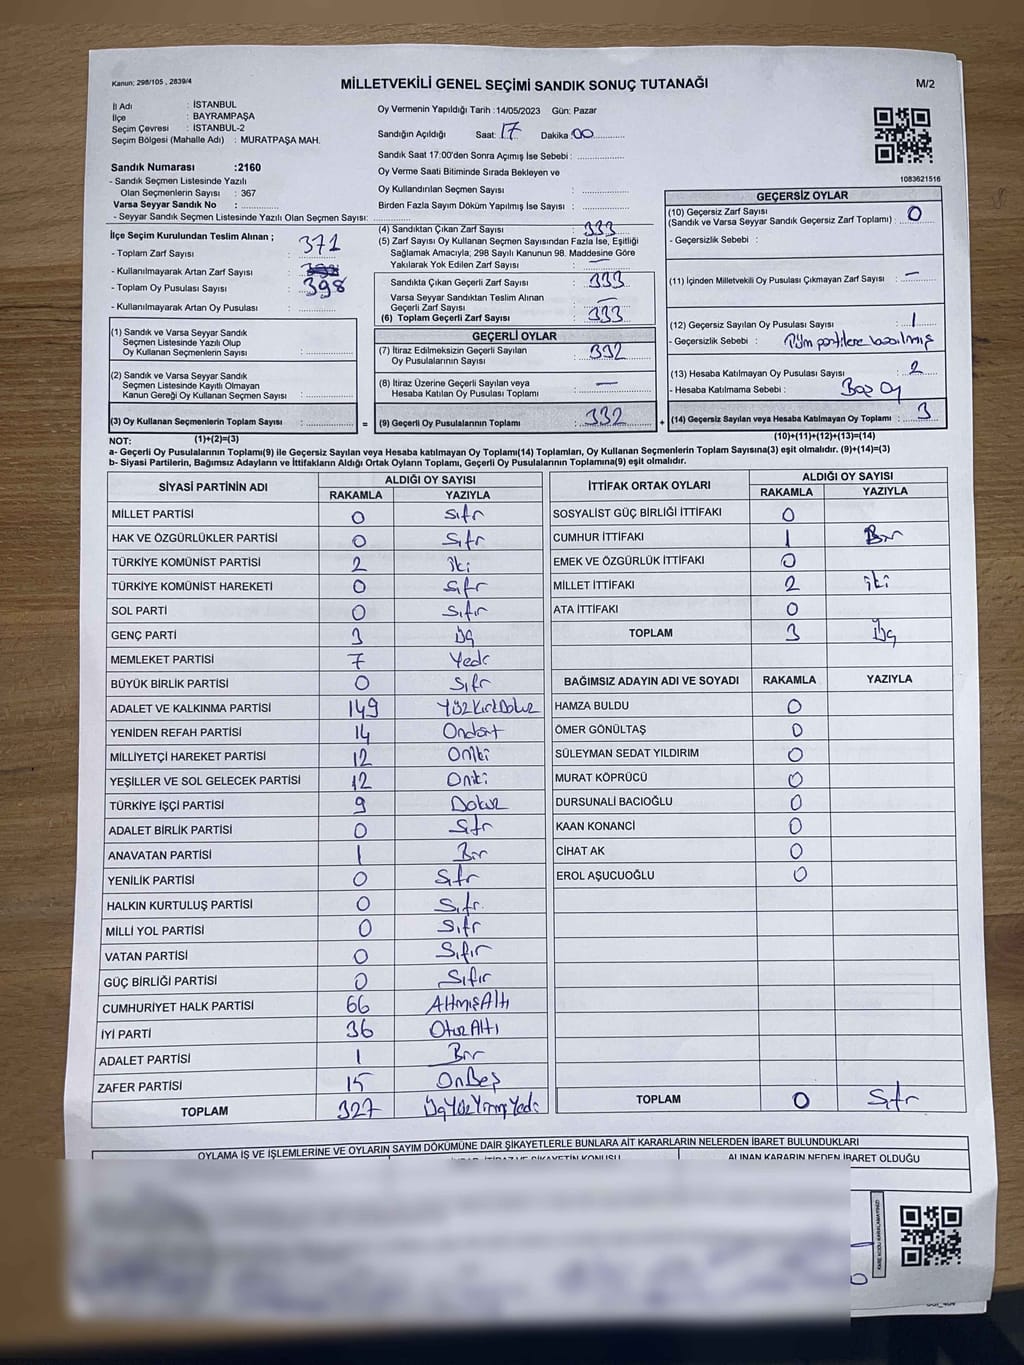 Kanun: 298/105 , 2839/4
MİLLETVEKİLİ GENEL SEÇİMİ SANDIK SONUÇ TUTANAĞI
M/2
İl Adı : İSTANBUL
İlçe : BAYRAMPAŞA
Seçim Çevresi : İSTANBUL-2
Seçim Bölgesi (Mahalle Adı) : MURATPAŞA MAH.
Sandık Numarası :2160
- Sandık Seçmen Listesinde Yazılı
Olan Seçmenlerin Sayısı : 367
Varsa Seyyar Sandık No :
- Seyyar Sandık Seçmen Listesinde Yazılı Olan Seçmen Sayısı:
Oy Vermenin Yapıldığı Tarih :14/05/2023 Gün: Pazar
Sandığın Açıldığı Saat: 17 Dakika :00
Sandık Saat 17:00'den Sonra Açımış İse Sebebi :
Oy Verme Saati Bitiminde Sırada Bekleyen ve
Oy Kullandırılan Seçmen Sayısı :
Birden Fazla Sayım Döküm Yapılmış İse Sayısı :
1083621516
İlçe Seçim Kurulundan Teslim Alınan ;
- Toplam Zarf Sayısı : 371
- Kullanılmayarak Artan Zarf Sayısı :
- Toplam Oy Pusulası Sayısı : 398
- Kullanılmayarak Artan Oy Pusulası :
(1) Sandık ve Varsa Seyyar Sandık
Seçmen Listesinde Yazılı Olup
Oy Kullanan Seçmenlerin Sayısı :
(2) Sandık ve Varsa Seyyar Sandık
Seçmen Listesinde Kayıtlı Olmayan
Kanun Gereği Oy Kullanan Seçmen Sayısı :
(3) Oy Kullanan Seçmenlerin Toplam Sayısı :
=
(4) Sandıktan Çıkan Zarf Sayısı : 333
(5) Zarf Sayısı Oy Kullanan Seçmen Sayısından Fazla İse, Eşitliği
Sağlamak Amacıyla; 298 Sayılı Kanunun 98. Maddesine Göre
Yakılarak Yok Edilen Zarf Sayısı : —
Sandıkta Çıkan Geçerli Zarf Sayısı : 333
Varsa Seyyar Sandıktan Teslim Alınan
Geçerli Zarf Sayısı : —
(6) Toplam Geçerli Zarf Sayısı : 333
GEÇERLİ OYLAR
(7) İtiraz Edilmeksizin Geçerli Sayılan
Oy Pusulalarının Sayısı : 332
(8) İtiraz Üzerine Geçerli Sayılan veya
Hesaba Katılan Oy Pusulası Toplamı : —
(9) Geçerli Oy Pusulalarının Toplamı : 332
+
GEÇERSİZ OYLAR
(10) Geçersiz Zarf Sayısı
(Sandık ve Varsa Seyyar Sandık Geçersiz Zarf Toplamı) : 0
- Geçersizlik Sebebi :
(11) İçinden Milletvekili Oy Pusulası Çıkmayan Zarf Sayısı : —
(12) Geçersiz Sayılan Oy Pusulası Sayısı : 1
- Geçersizlik Sebebi : Tüm partilere basılmış
(13) Hesaba Katılmayan Oy Pusulası Sayısı : 2
- Hesaba Katılmama Sebebi : Boş Oy
(14) Geçersiz Sayılan veya Hesaba Katılmayan Oy Toplamı : 3
NOT: (1)+(2)=(3)
(10)+(11)+(12)+(13)=(14)
a- Geçerli Oy Pusulalarının Toplamı(9) ile Geçersiz Sayılan veya Hesaba katılmayan Oy Toplamı(14) Toplamları, Oy Kullanan Seçmenlerin Toplam Sayısına(3) eşit olmalıdır. (9)+(14)=(3)
b- Siyasi Partilerin, Bağımsız Adayların ve İttifakların Aldığı Ortak Oyların Toplamı, Geçerli Oy Pusulalarının Toplamına(9) eşit olmalıdır.
SİYASİ PARTİNİN ADI
ALDIĞI OY SAYISI
RAKAMLA YAZIYLA
MİLLET PARTİSİ 0 Sıfır
HAK VE ÖZGÜRLÜKLER PARTİSİ 0 Sıfır
TÜRKİYE KOMÜNİST PARTİSİ 2 iki
TÜRKİYE KOMÜNİST HAREKETİ 0 Sıfır
SOL PARTİ 0 Sıfır
GENÇ PARTİ 3 Üç
MEMLEKET PARTİSİ 7 Yedi
BÜYÜK BİRLİK PARTİSİ 0 Sıfır
ADALET VE KALKINMA PARTİSİ 149 YüzKırkDokuz
YENİDEN REFAH PARTİSİ 14 Ondört
MİLLİYETÇİ HAREKET PARTİSİ 12 Oniki
YEŞİLLER VE SOL GELECEK PARTİSİ 12 Oniki
TÜRKİYE İŞÇİ PARTİSİ 9 Dokuz
ADALET BİRLİK PARTİSİ 0 Sıfır
ANAVATAN PARTİSİ 1 Bir
YENİLİK PARTİSİ 0 Sıfır
HALKIN KURTULUŞ PARTİSİ 0 Sıfır
MİLLİ YOL PARTİSİ 0 Sıfır
VATAN PARTİSİ 0 Sıfır
GÜÇ BİRLİĞİ PARTİSİ 0 Sıfır
CUMHURİYET HALK PARTİSİ 66 AltmışAltı
İYİ PARTİ 36 OtuzAltı
ADALET PARTİSİ 1 Bir
ZAFER PARTİSİ 15 OnBeş
TOPLAM 327 ÜçYüzYirmiYedi
İTTİFAK ORTAK OYLARI
ALDIĞI OY SAYISI
RAKAMLA YAZIYLA
SOSYALİST GÜÇ BİRLİĞİ İTTİFAKI 0
CUMHUR İTTİFAKI 1 Bir
EMEK VE ÖZGÜRLÜK İTTİFAKI 0
MİLLET İTTİFAKI 2 iki
ATA İTTİFAKI 0
TOPLAM 3 Üç
BAĞIMSIZ ADAYIN ADI VE SOYADI RAKAMLA YAZIYLA
HAMZA BULDU 0
ÖMER GÖNÜLTAŞ 0
SÜLEYMAN SEDAT YILDIRIM 0
MURAT KÖPRÜCÜ 0
DURSUNALİ BACIOĞLU 0
KAAN KONANCİ 0
CİHAT AK 0
EROL AŞUCUOĞLU 0
TOPLAM 0 Sıfır
OYLAMA İŞ VE İŞLEMLERİNE VE OYLARIN SAYIM DÖKÜMÜNE DAİR ŞİKAYETLERLE BUNLARA AİT KARARLARIN NELERDEN İBARET BULUNDUKLARI
ALINAN KARARIN NEDEN İBARET OLDUĞU